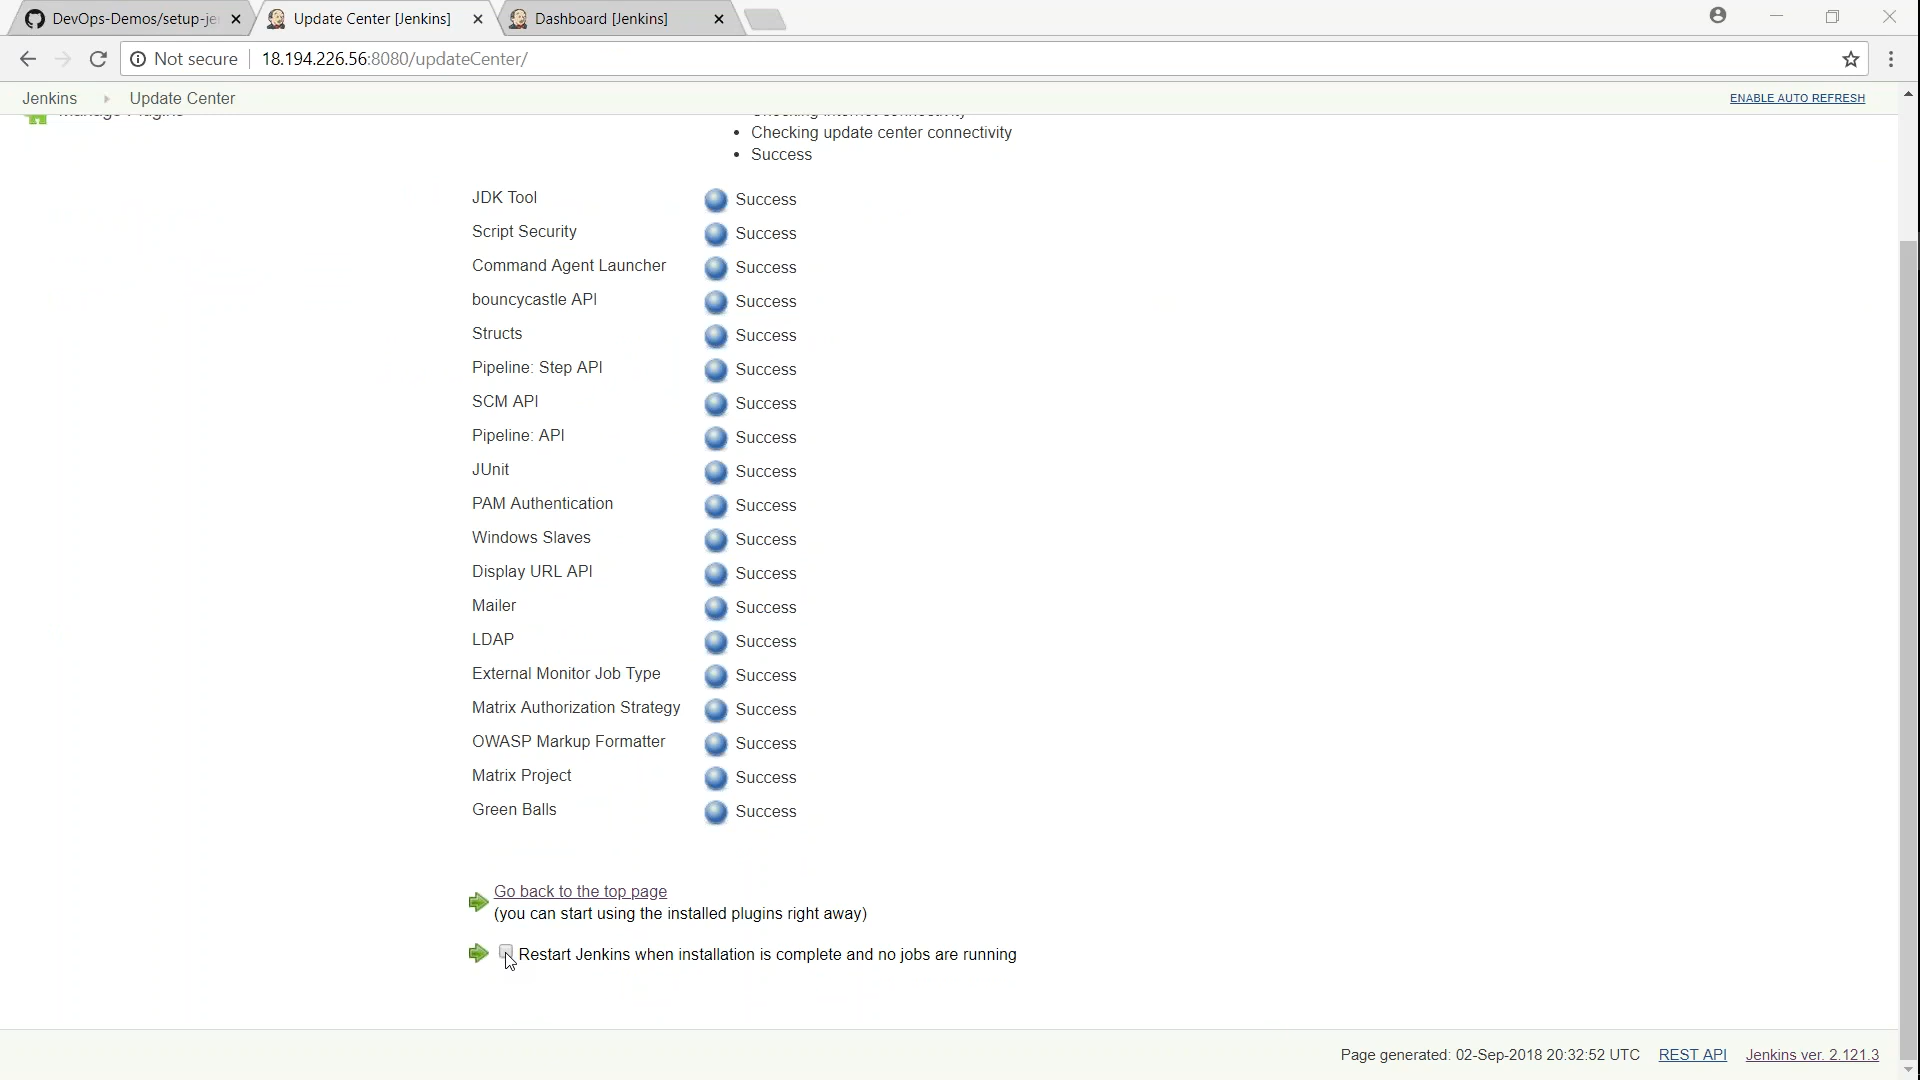 DevOps-Demos/setup-je
Update Center [Jenkins]
Dashboard [Jenkins]
Not secure
18.194.226.56:8080/updateCenter/
Jenkins
Update Center
ENABLE AUTO REFRESH
Manage Plugins
Checking internet connectivity
• Checking update center connectivity
• Success
JDK Tool Success
Script Security Success
Command Agent Launcher Success
bouncycastle API Success
Structs Success
Pipeline: Step API Success
SCM API Success
Pipeline: API Success
JUnit Success
PAM Authentication Success
Windows Slaves Success
Display URL API Success
Mailer Success
LDAP Success
External Monitor Job Type Success
Matrix Authorization Strategy Success
OWASP Markup Formatter Success
Matrix Project Success
Green Balls Success
Go back to the top page
(you can start using the installed plugins right away)
Restart Jenkins when installation is complete and no jobs are running
Page generated: 02-Sep-2018 20:32:52 UTC REST API Jenkins ver. 2.121.3